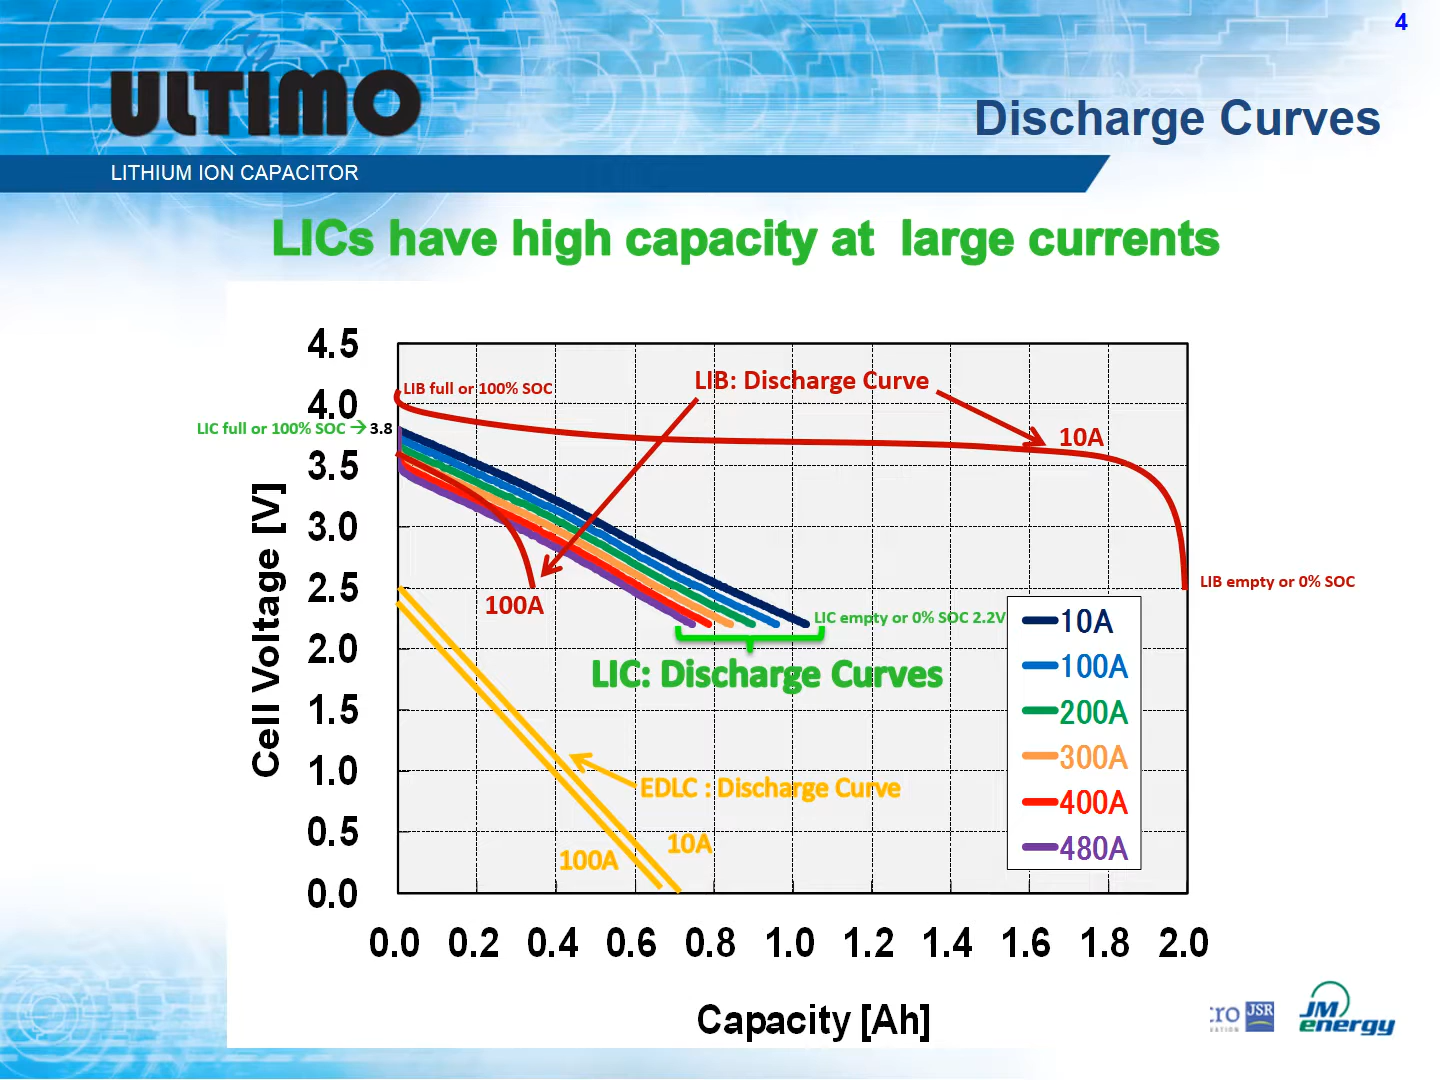 4
ULTIMO
Discharge Curves
LITHIUM ION CAPACITOR
LICs have high capacity at large currents
4.5
4.0
3.5
3.0
2.5
2.0
1.5
1.0
0.5
0.0
Cell Voltage [V]
LIB full or 100% SOC
LIB: Discharge Curve
LIC full or 100% SOC → 3.8
10A
LIB empty or 0% SOC
100A
LIC empty or 0% SOC 2.2V
LIC: Discharge Curves
EDLC : Discharge Curve
10A
100A
10A
100A
200A
300A
400A
480A
0.0 0.2 0.4 0.6 0.8 1.0 1.2 1.4 1.6 1.8 2.0
Capacity [Ah]
JSR
JM
energy